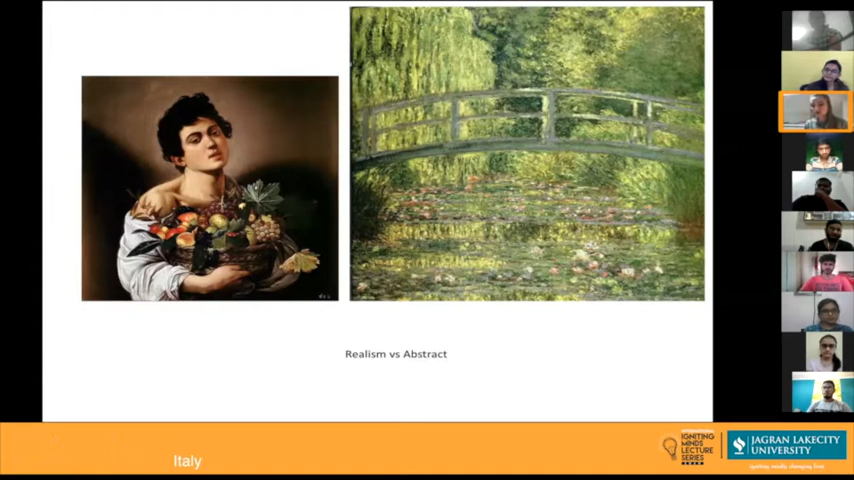 Realism vs Abstract
Italy
IGNITING
MINDS
LECTURE
SERIES
JAGRAN LAKECITY
UNIVERSITY
igniting minds, changing lives